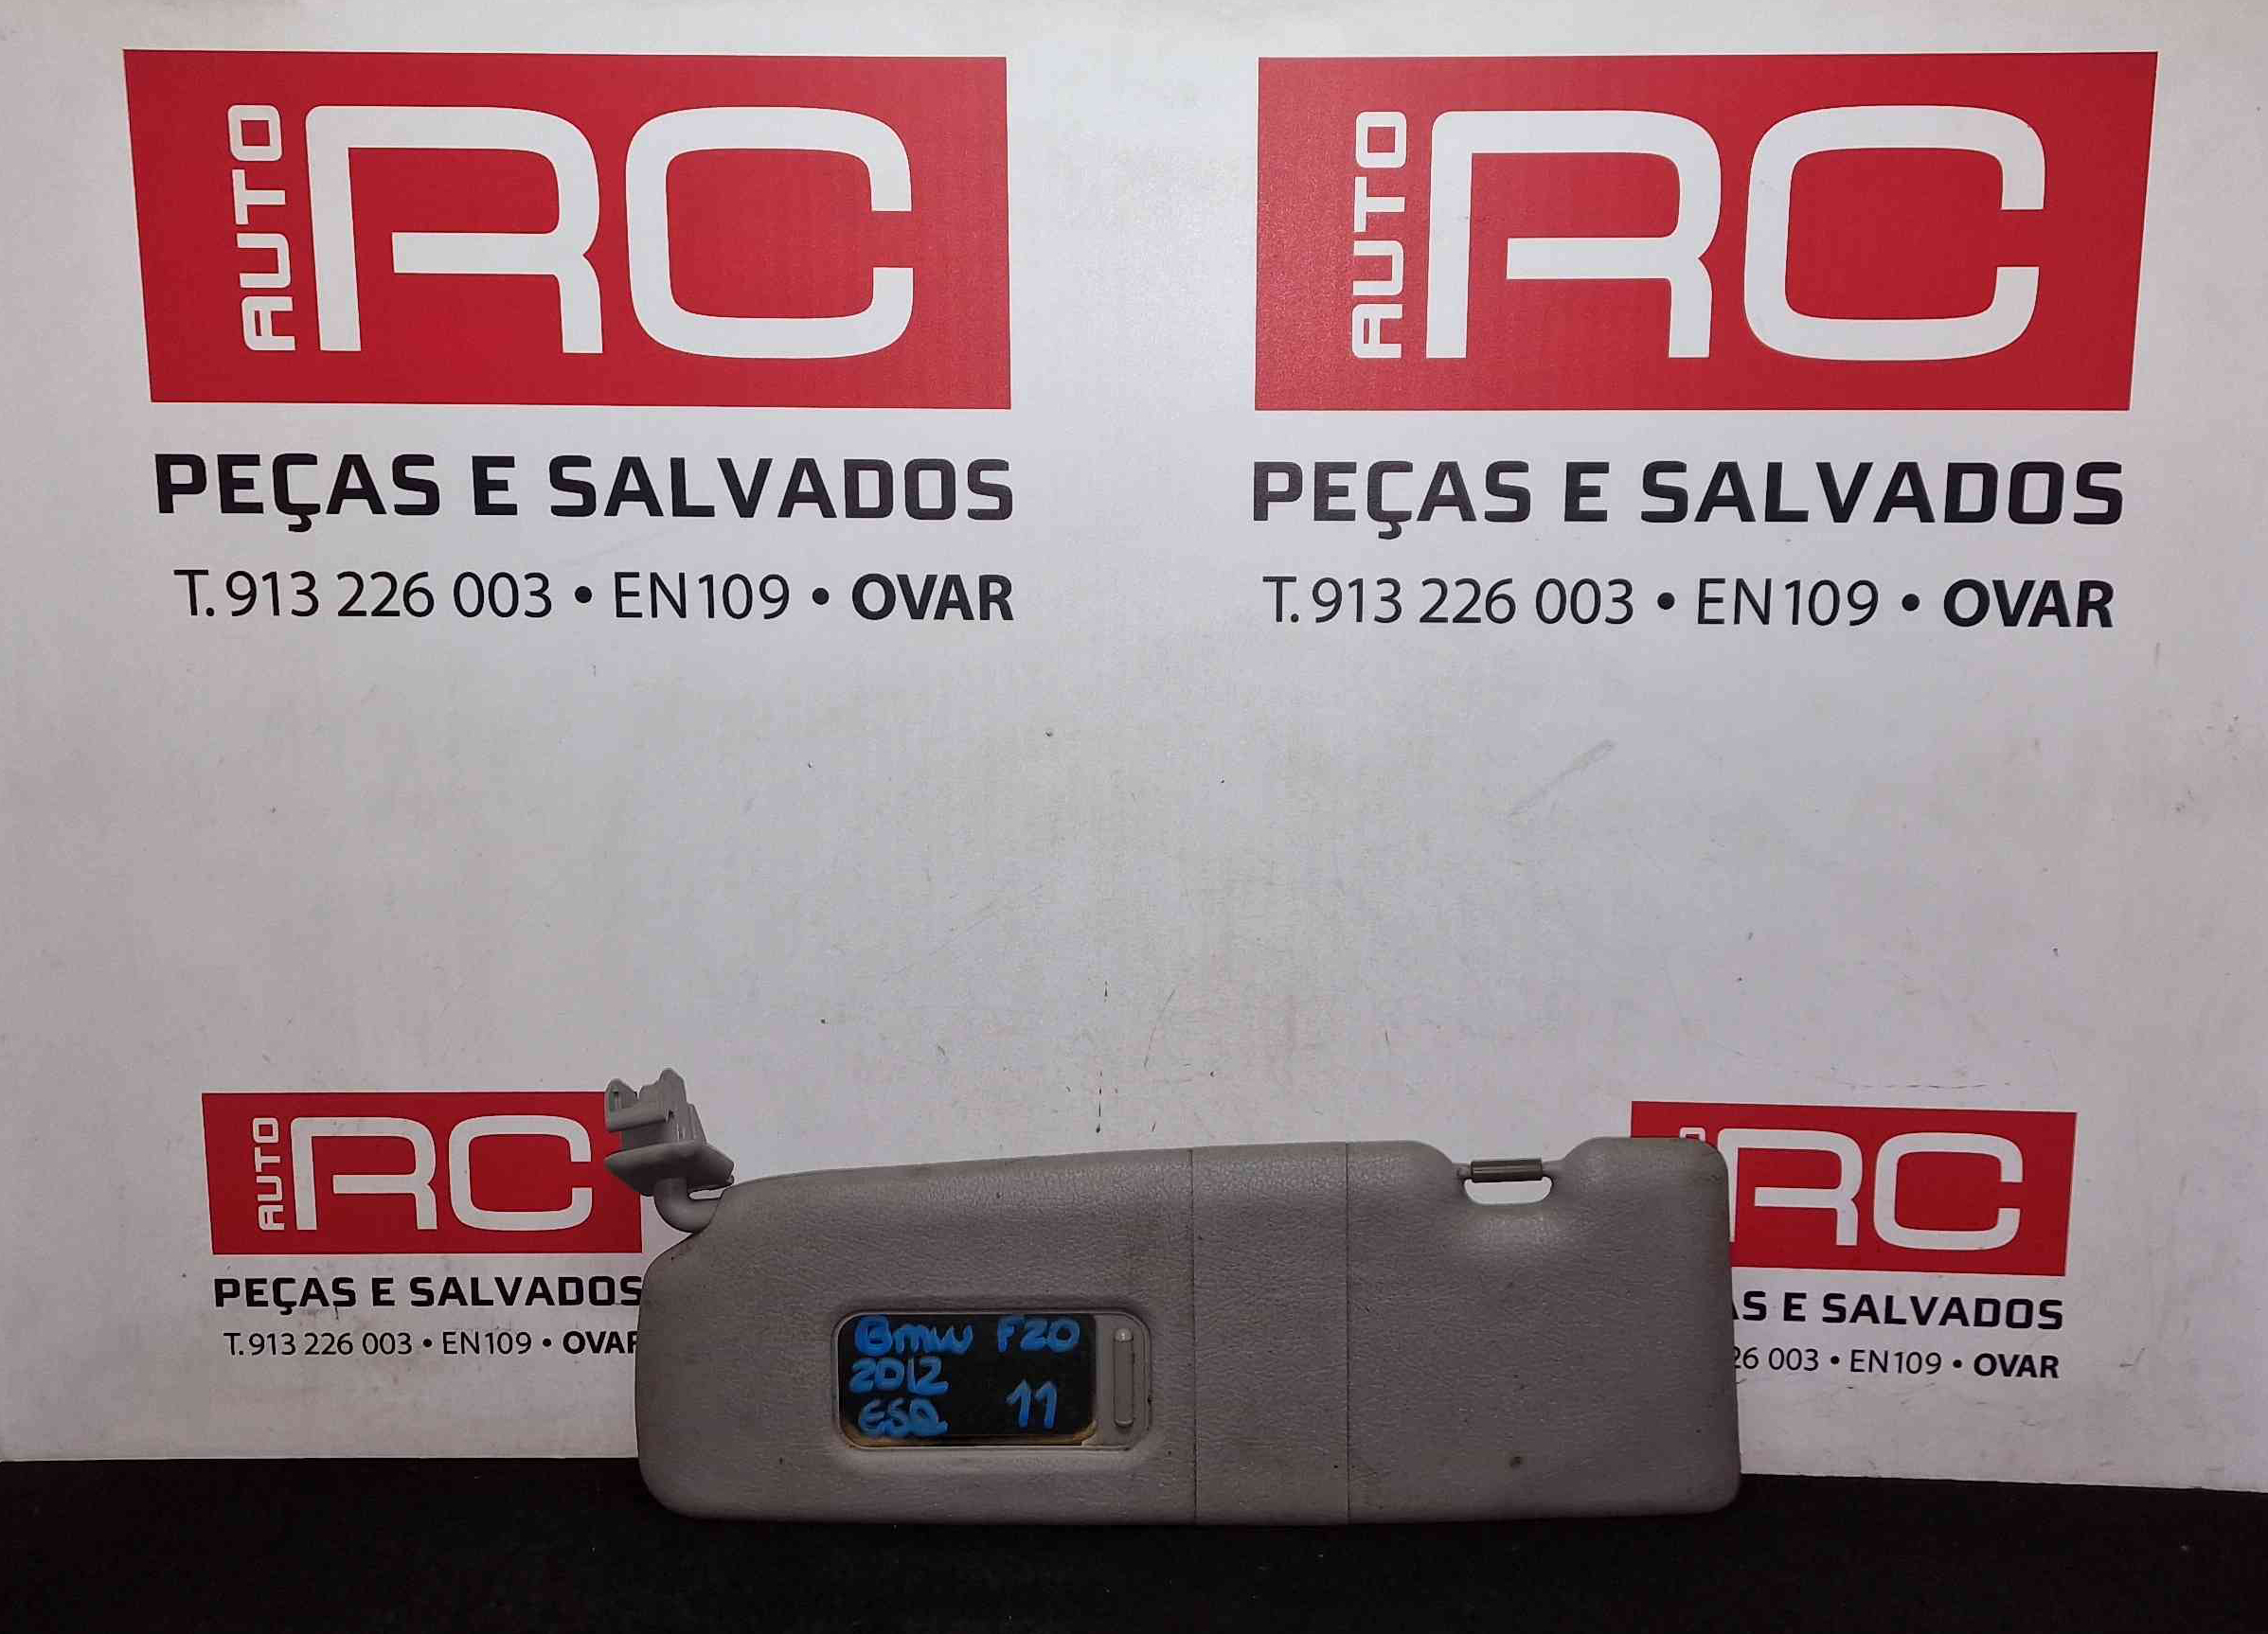 AUTO RC
PEÇAS E SALVADOS
T. 913 226 003 • EN109 • OVAR
AUTO RC
PEÇAS E SALVADOS
T. 913 226 003 • EN109 • OVAR
AUTO RC
PEÇAS E SALVADOS
T. 913 226 003 • EN109 • OVAR
BMW F20
2012
ESQ 11
RC
AS E SALVADOS
26 003 • EN109 • OVAR